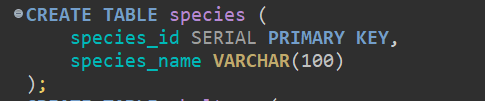 CREATE TABLE species (
    species_id SERIAL PRIMARY KEY,
    species_name VARCHAR(100)
);